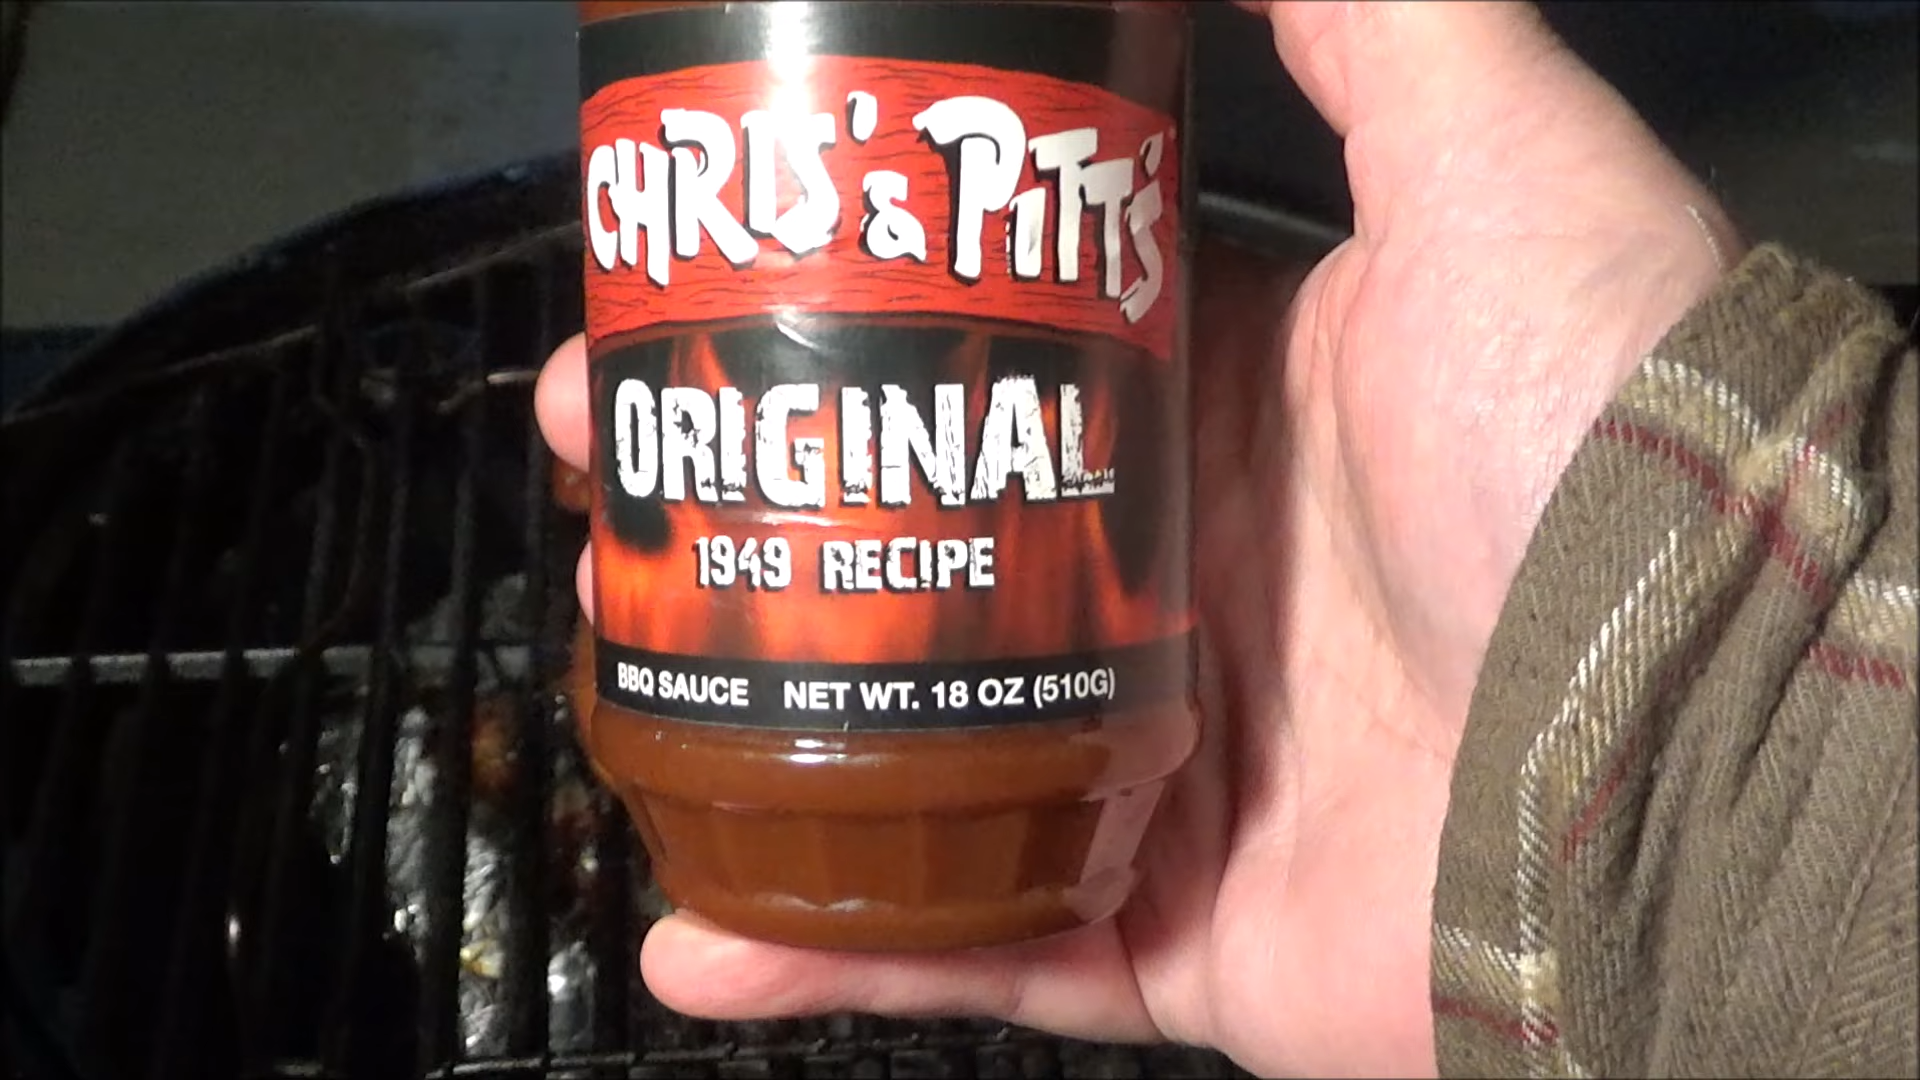 CHRIS' & PITT'S
ORIGINAL
1949 RECIPE
BBQ SAUCE NET WT. 18 OZ (510G)